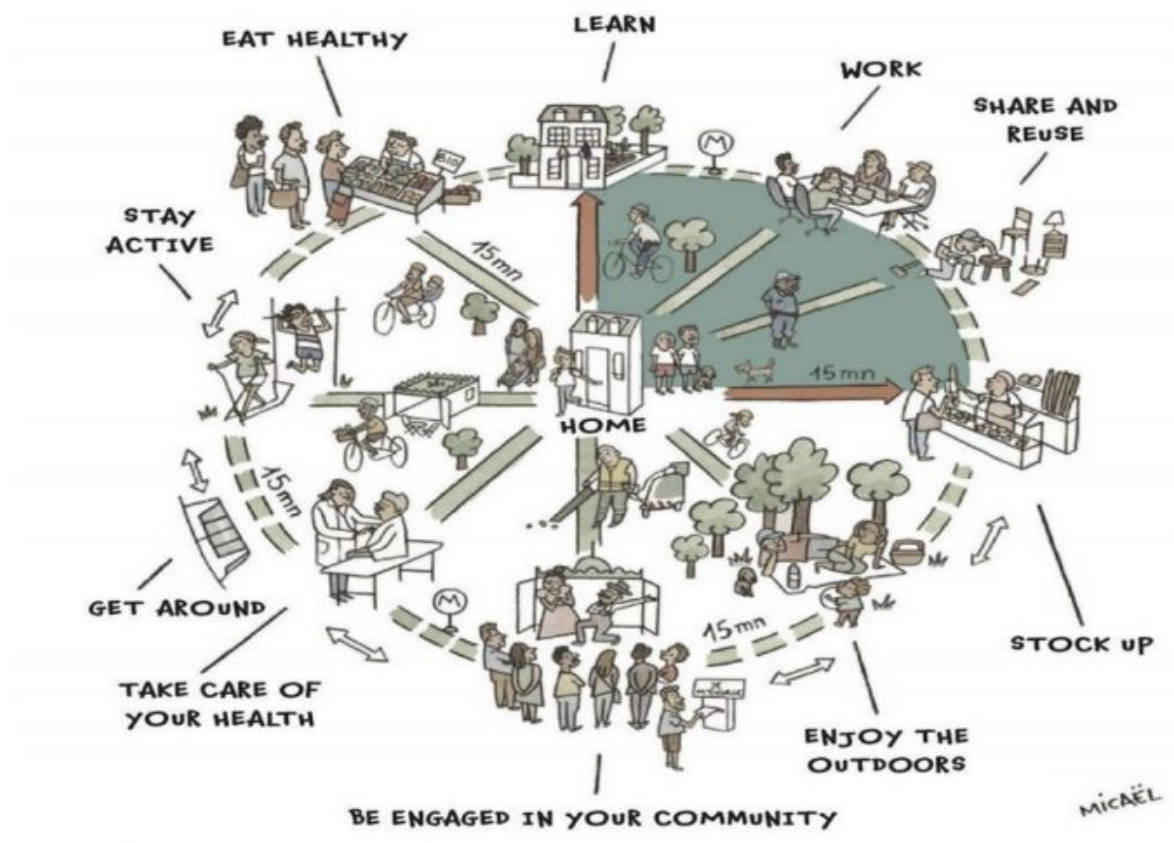 LEARN
EAT HEALTHY
WORK
SHARE AND
REUSE
M
BIO
STAY
ACTIVE
15mn
15mn
HOME
15mn
M
15mn
GET AROUND
STOCK UP
TAKE CARE OF
YOUR HEALTH
ENJOY THE
OUTDOORS
BE ENGAGED IN YOUR COMMUNITY
MICAËL